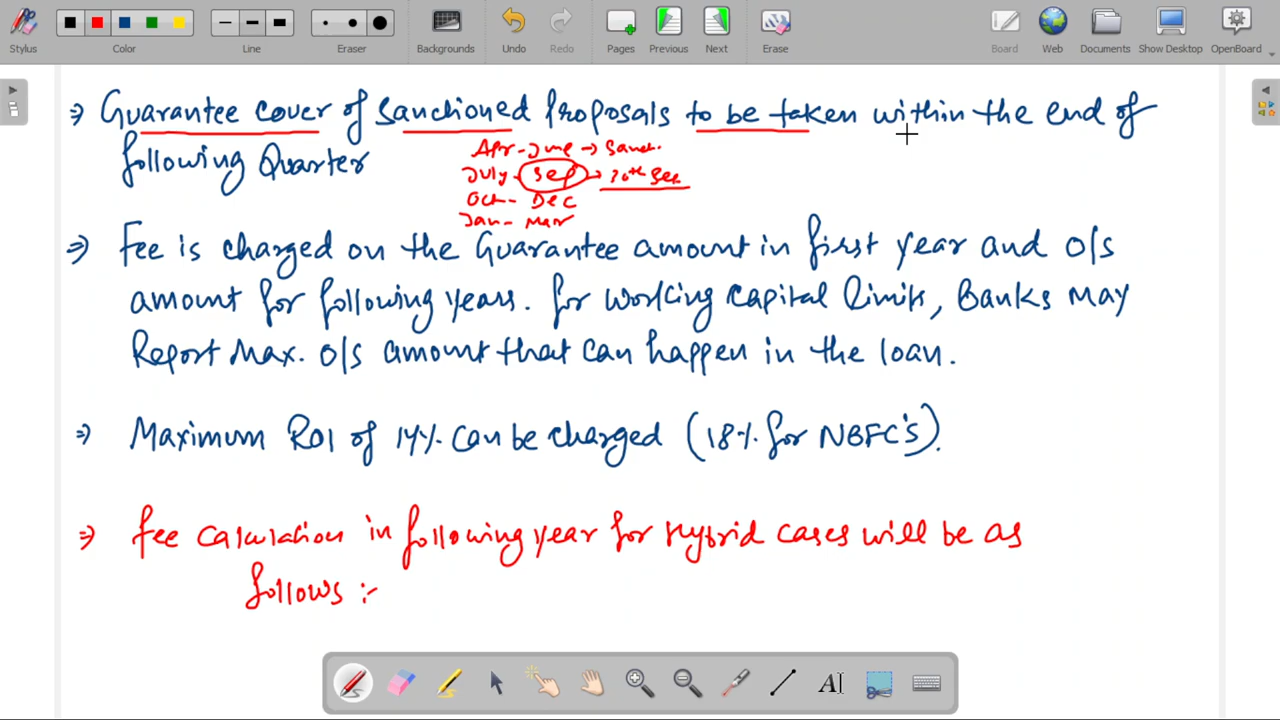 Stylus
Color
Line
Eraser
Backgrounds
Undo
Redo
Pages
Previous
Next
Erase
Board
Web
Documents
Show Desktop
OpenBoard
⇒ Guarantee cover of Sanctioned Proposals to be taken within the end of
following Quarter
Apr-June → Sanct.
July - Sep → 30th Sep
Oct - Dec
Jan - Mar
⇒ Fee is charged on the Guarantee amount in first year and O/S
amount for following years. For Working Capital limits, Banks May
Report Max. O/S amount that can happen in the loan.
⇒ Maximum ROI of 14% can be charged (18% for NBFC's).
⇒ Fee Calculation in following year for Hybrid cases will be as
follows :-
AI